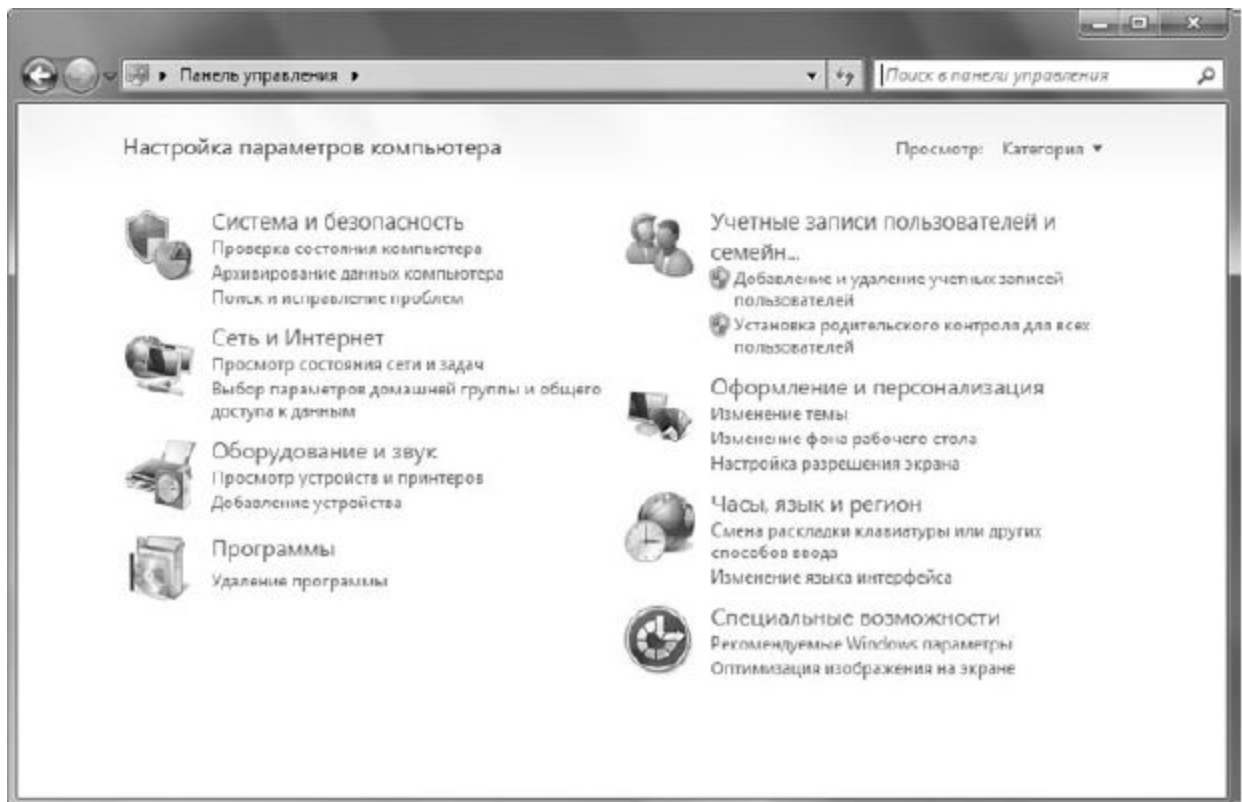 Панель управления
Поиск в панели управления
Настройка параметров компьютера
Просмотр: Категория
Система и безопасность
Проверка состояния компьютера
Архивирование данных компьютера
Поиск и исправление проблем
Сеть и Интернет
Просмотр состояния сети и задач
Выбор параметров домашней группы и общего
доступа к данным
Оборудование и звук
Просмотр устройств и принтеров
Добавление устройства
Программы
Удаление программы
Учетные записи пользователей и
семейн...
Добавление и удаление учетных записей
пользователей
Установка родительского контроля для всех
пользователей
Оформление и персонализация
Изменение темы
Изменение фона рабочего стола
Настройка разрешения экрана
Часы, язык и регион
Смена раскладки клавиатуры или других
способов ввода
Изменение языка интерфейса
Специальные возможности
Рекомендуемые Windows параметры
Оптимизация изображения на экране